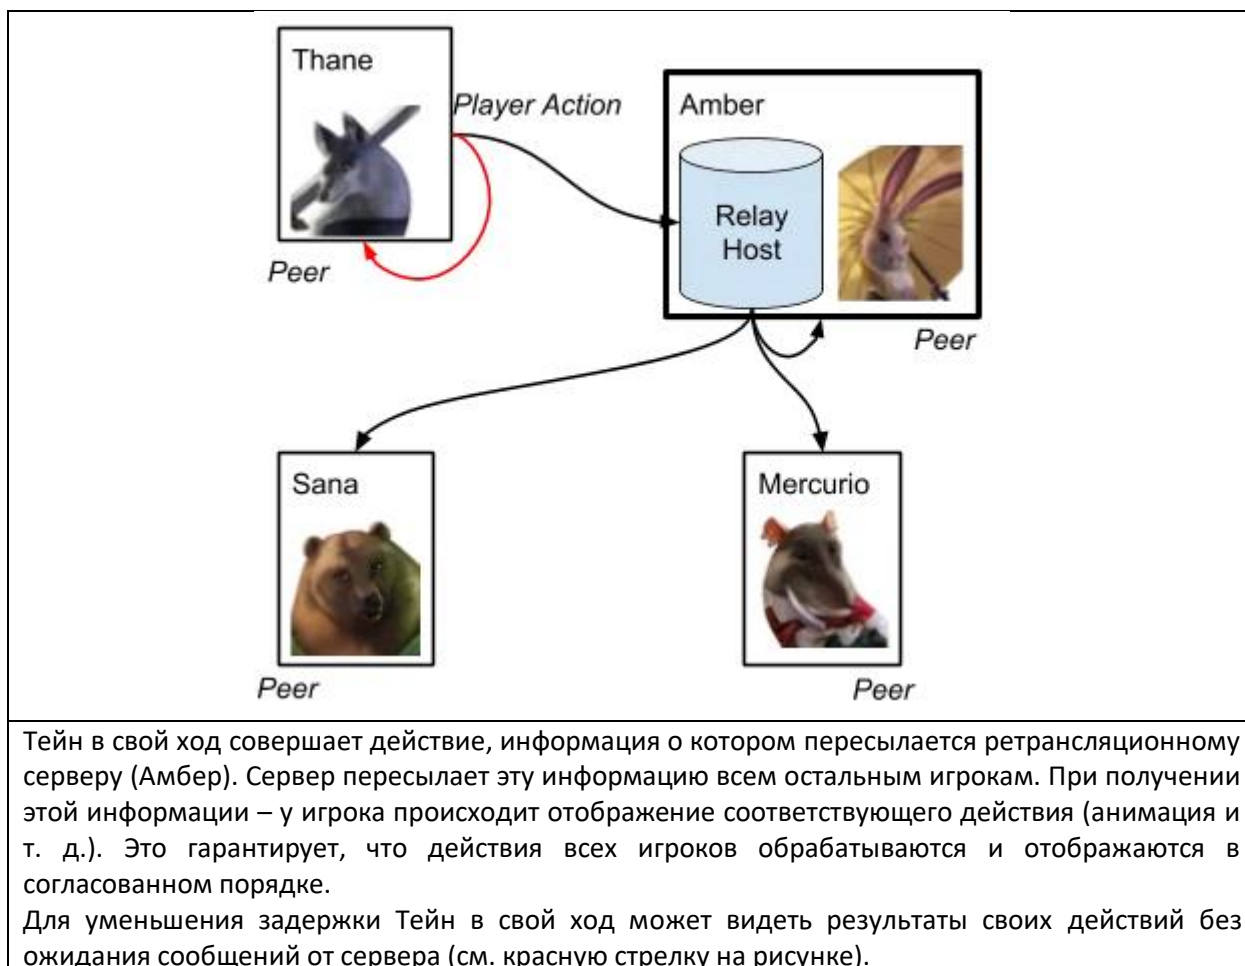 Thane
Player Action
Amber
Relay
Host
Peer
Peer
Sana
Mercurio
Peer
Peer
Тейн в свой ход совершает действие, информация о котором пересылается ретрансляционному
серверу (Амбер). Сервер пересылает эту информацию всем остальным игрокам. При получении
этой информации – у игрока происходит отображение соответствующего действия (анимация и
т. д.). Это гарантирует, что действия всех игроков обрабатываются и отображаются в
согласованном порядке.
Для уменьшения задержки Тейн в свой ход может видеть результаты своих действий без
ожидания сообщений от сервера (см. красную стрелку на рисунке).